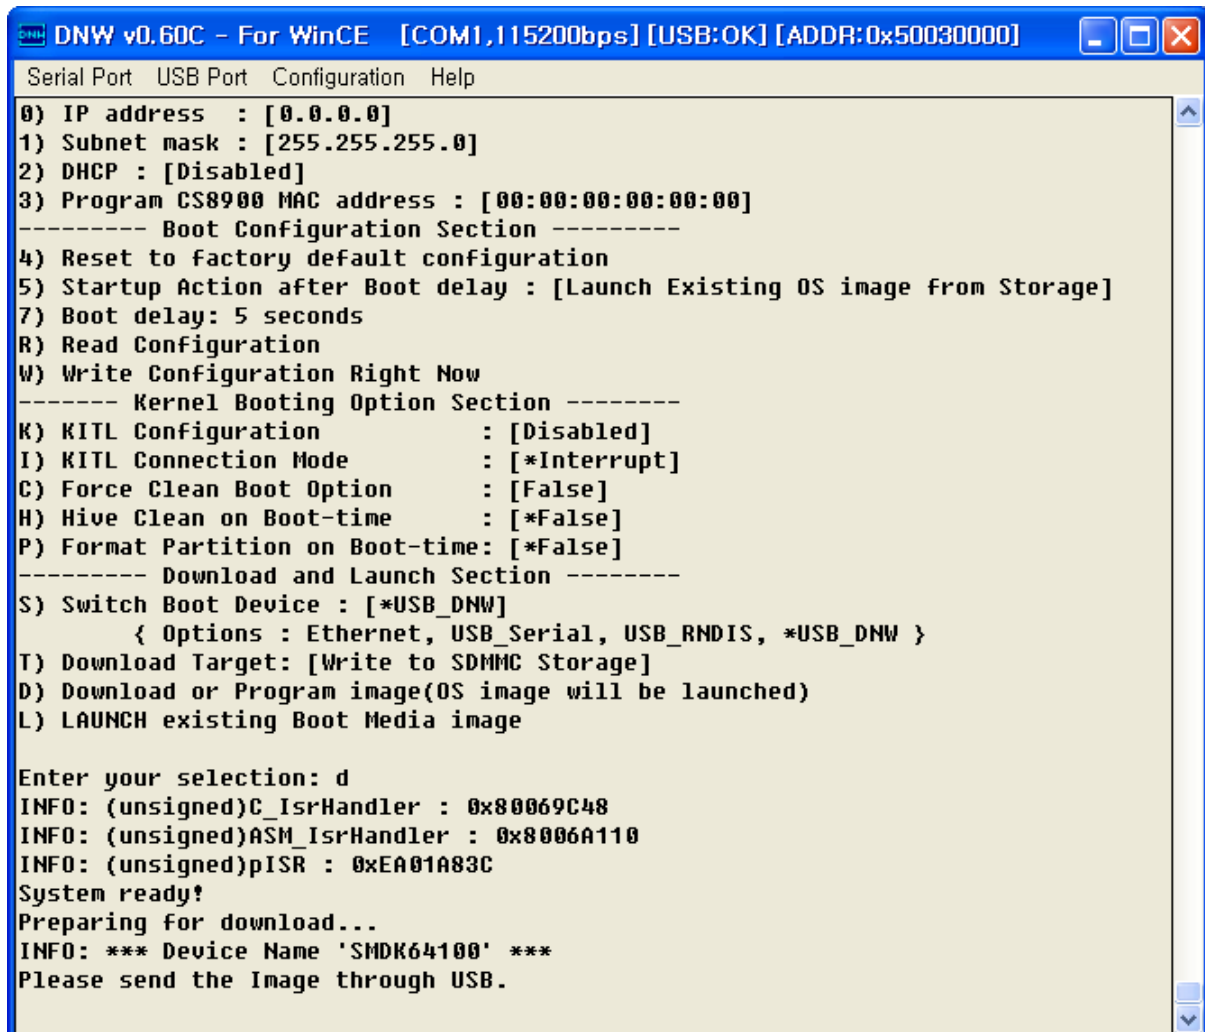 DNW v0.60C - For WinCE [COM1,115200bps][USB:OK][ADDR:0x50030000]
Serial Port USB Port Configuration Help
0) IP address  : [0.0.0.0]
1) Subnet mask : [255.255.255.0]
2) DHCP : [Disabled]
3) Program CS8900 MAC address : [00:00:00:00:00:00]
--------- Boot Configuration Section ---------
4) Reset to factory default configuration
5) Startup Action after Boot delay : [Launch Existing OS image from Storage]
7) Boot delay: 5 seconds
R) Read Configuration
W) Write Configuration Right Now
------- Kernel Booting Option Section --------
K) KITL Configuration          : [Disabled]
I) KITL Connection Mode        : [*Interrupt]
C) Force Clean Boot Option     : [False]
H) Hive Clean on Boot-time     : [*False]
P) Format Partition on Boot-time: [*False]
--------- Download and Launch Section --------
S) Switch Boot Device : [*USB_DNW]
{ Options : Ethernet, USB_Serial, USB_RNDIS, *USB_DNW }
T) Download Target: [Write to SDMMC Storage]
D) Download or Program image(OS image will be launched)
L) LAUNCH existing Boot Media image
Enter your selection: d
INFO: (unsigned)C_IsrHandler : 0x80069C48
INFO: (unsigned)ASM_IsrHandler : 0x8006A110
INFO: (unsigned)pISR : 0xEA01A83C
System ready!
Preparing for download...
INFO: *** Device Name 'SMDK64100' ***
Please send the Image through USB.